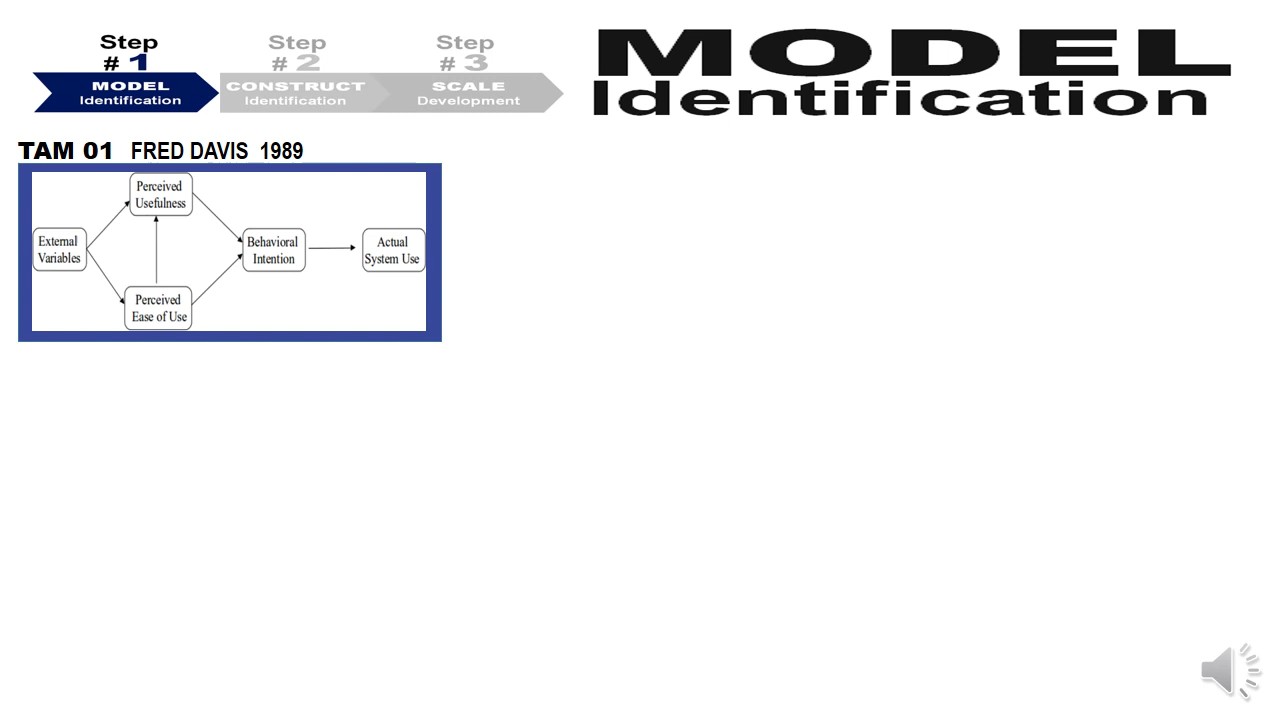 Step
# 1
MODEL
Identification
Step
# 2
CONSTRUCT
Identification
Step
# 3
SCALE
Development
MODEL
Identification
TAM 01 FRED DAVIS 1989
Perceived
Usefulness
External
Variables
Behavioral
Intention
Actual
System Use
Perceived
Ease of Use